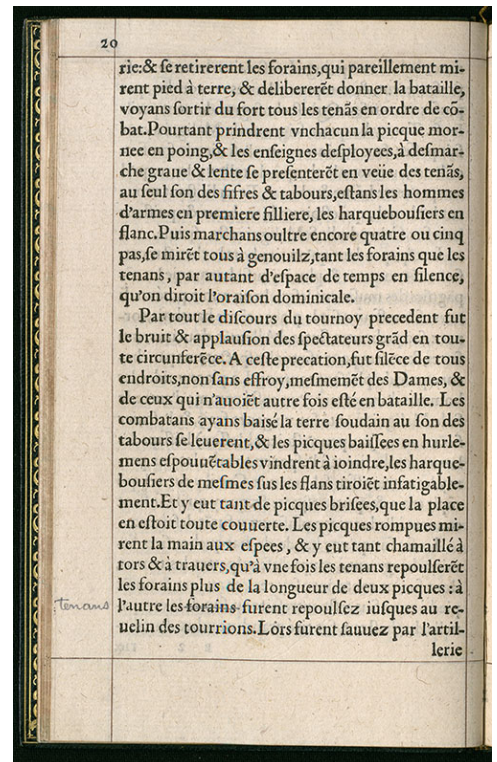 20
rie:& ſe retirerent les forains,qui pareillement mi-
rent pied à terre, & delibererẽt donner la bataille,
voyans ſortir du fort tous les tenãs en ordre de cõ-
bat.Pourtant prindrent vnchacun la picque mor-
nee en poing,& les enſeignes deſployees,à deſmar-
che graue & lente ſe preſenterẽt en veüe des tenãs,
au ſeul ſon des fifres & tabours,eſtans les hommes
d'armes en premiere filliere, les harquebouſiers en
flanc.Puis marchans oultre encore quatre ou cinq
pas,ſe mirẽt tous à genouilz,tant les forains que les
tenans, par autant d'eſpace de temps en ſilence,
qu'on diroit l'oraiſon dominicale.
Par tout le diſcours du tournoy precedent fut
le bruit & applauſion des ſpectateurs grãd en tou-
te circunferẽce. A ceſte precation,fut ſilẽce de tous
endroits,non ſans effroy,meſmemẽt des Dames, &
de ceux qui n'auoiẽt autre fois eſté en bataille. Les
combatans ayans baiſé la terre ſoudain au ſon des
tabours ſe leuerent,& les picques baiſſees en hurle-
mens eſpouuẽtables vindrent à ioindre,les harque-
bouſiers de meſmes ſus les flans tiroiẽt infatigable-
ment.Et y eut tant de picques briſees,que la place
en eſtoit toute couuerte. Les picques rompues mi-
rent la main aux eſpees, & y eut tant chamaillé à
tors & à trauers,qu'à vne fois les tenans repoulſerẽt
les forains plus de la longueur de deux picques : à
tenans l'autre les forains furent repoulſez iuſques au re-
uelin des tourrions.Lors furent ſauuez par l'artil-
lerie